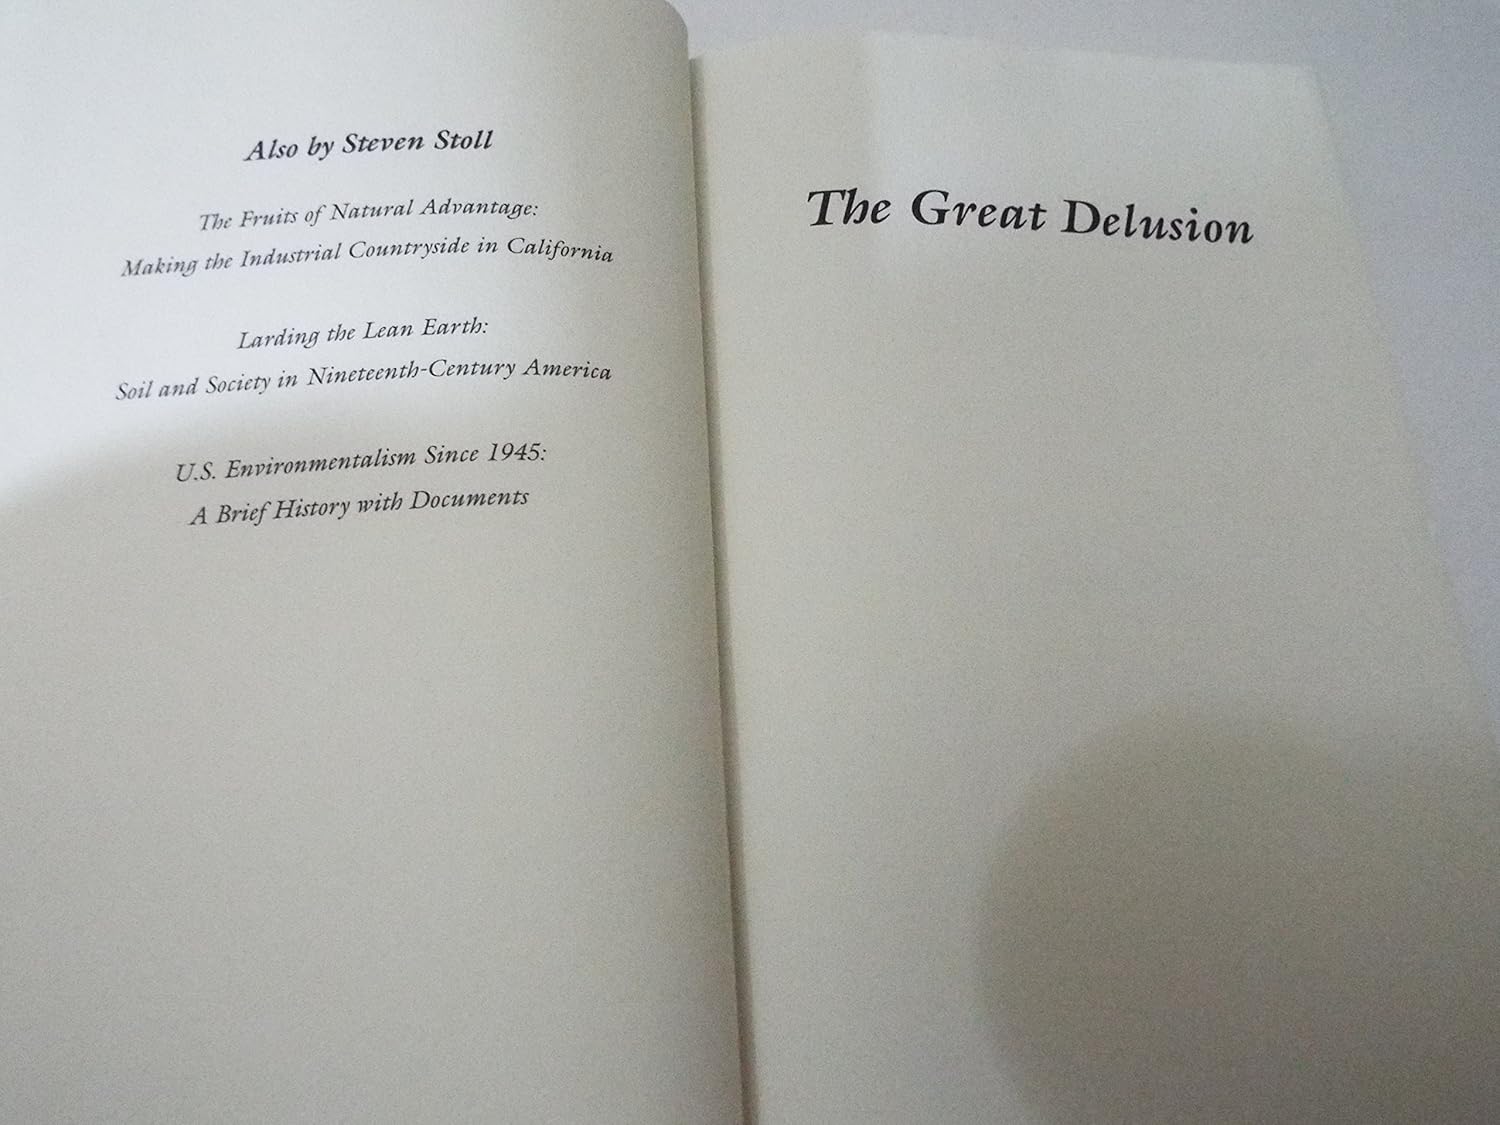 Also by Steven Stoll
The Fruits of Natural Advantage:
Making the Industrial Countryside in California
Larding the Lean Earth:
Soil and Society in Nineteenth-Century America
U.S. Environmentalism Since 1945:
A Brief History with Documents
The Great Delusion